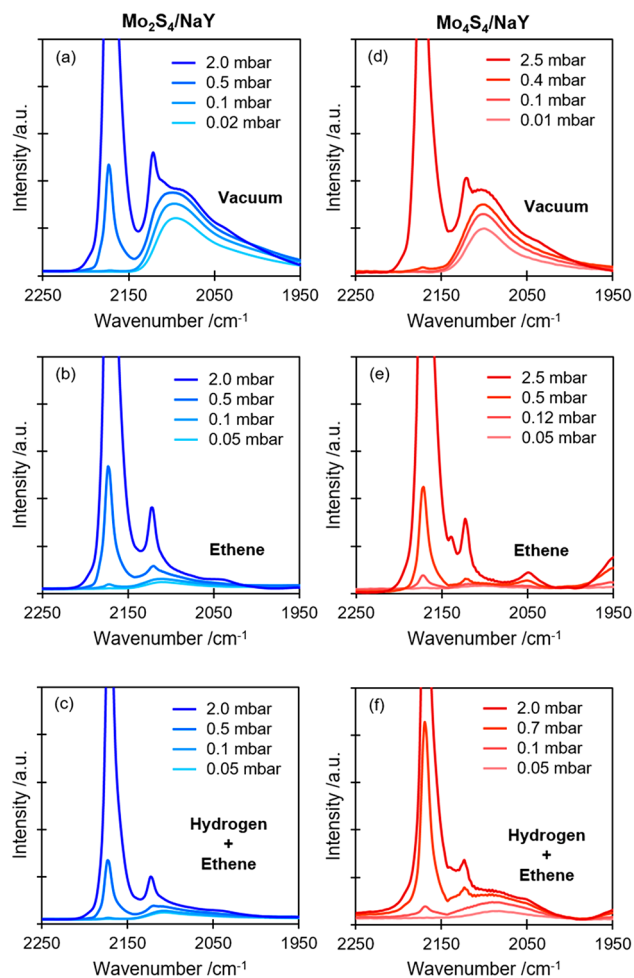 Mo₂S₄/NaY
Mo₄S₄/NaY
(a)
2.0 mbar
0.5 mbar
0.1 mbar
0.02 mbar
Vacuum
Intensity /a.u.
2250 2150 2050 1950
Wavenumber /cm⁻¹
(d)
2.5 mbar
0.4 mbar
0.1 mbar
0.01 mbar
Vacuum
Intensity /a.u.
2250 2150 2050 1950
Wavenumber /cm⁻¹
(b)
2.0 mbar
0.5 mbar
0.1 mbar
0.05 mbar
Ethene
Intensity /a.u.
2250 2150 2050 1950
Wavenumber /cm⁻¹
(e)
2.5 mbar
0.5 mbar
0.12 mbar
0.05 mbar
Ethene
Intensity /a.u.
2250 2150 2050 1950
Wavenumber /cm⁻¹
(c)
2.0 mbar
0.5 mbar
0.1 mbar
0.05 mbar
Hydrogen
+
Ethene
Intensity /a.u.
2250 2150 2050 1950
Wavenumber /cm⁻¹
(f)
2.0 mbar
0.7 mbar
0.1 mbar
0.05 mbar
Hydrogen
+
Ethene
Intensity /a.u.
2250 2150 2050 1950
Wavenumber /cm⁻¹